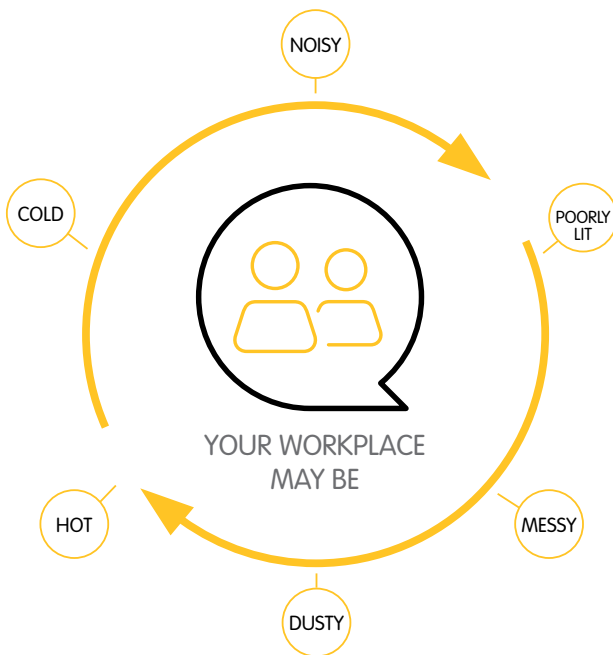 NOISY
COLD
POORLY
LIT
YOUR WORKPLACE
MAY BE
HOT
MESSY
DUSTY